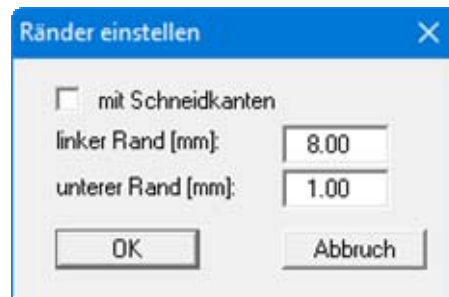 Ränder einstellen
mit Schneidkanten
linker Rand [mm]: 8.00
unterer Rand [mm]: 1.00
OK Abbruch